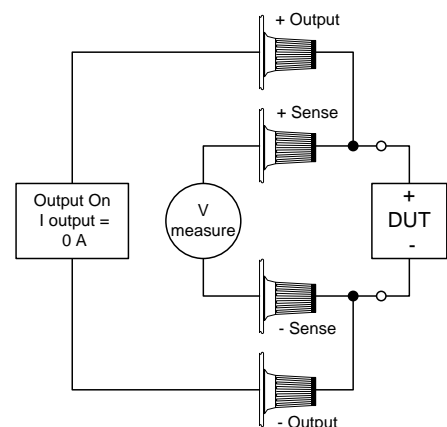 + Output
+ Sense
Output On
I output =
0 A
V
measure
+
DUT
-
- Sense
- Output